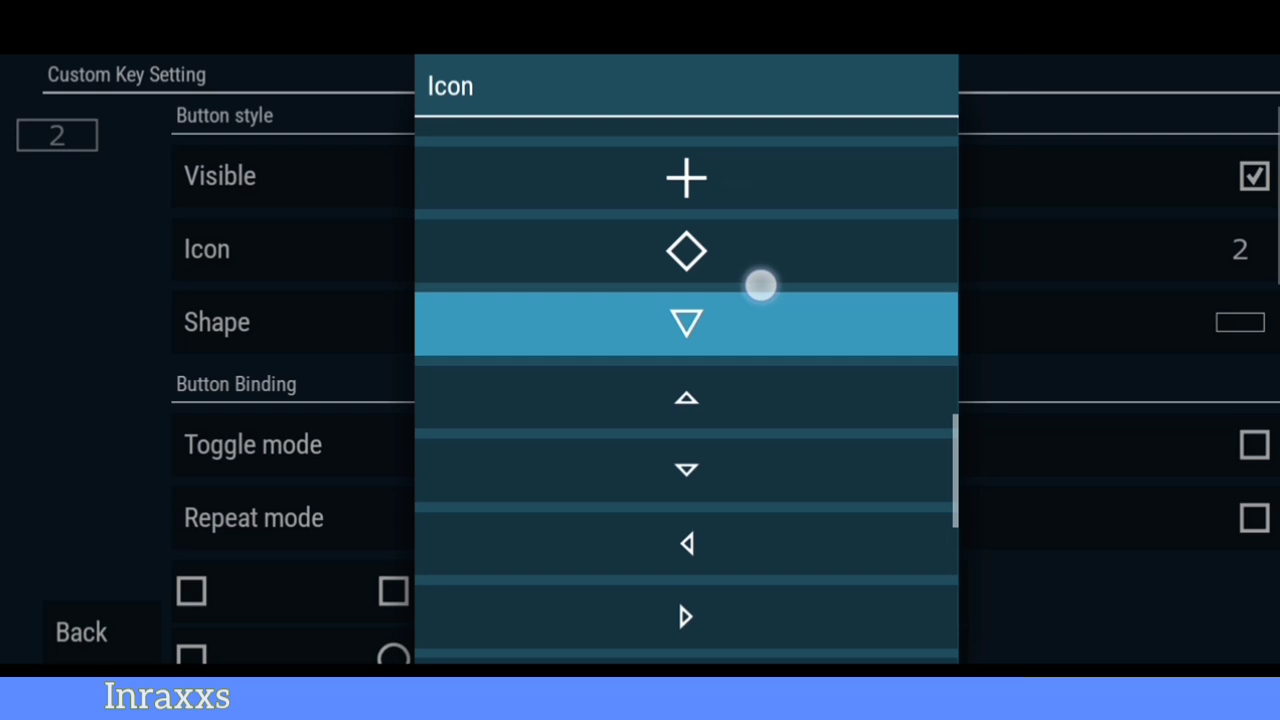 Custom Key Setting
Icon
Button style
2
Visible
Icon
2
Shape
Button Binding
Toggle mode
Repeat mode
Back
Inraxxs